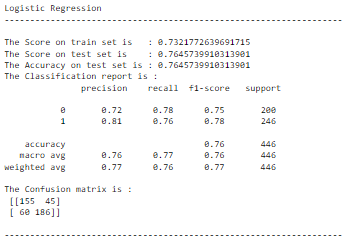 Logistic Regression
--------------------------------------------------------------------
The Score on train set is   : 0.7321772639691715
The Score on test set is    : 0.7645739910313901
The Accuracy on test set is : 0.7645739910313901
The Classification report is :
              precision    recall  f1-score   support
           0       0.72      0.78      0.75       200
           1       0.81      0.76      0.78       246
    accuracy                           0.76       446
   macro avg       0.76      0.77      0.76       446
weighted avg       0.77      0.76      0.77       446
The Confusion matrix is :
 [[155  45]
 [ 60 186]]
--------------------------------------------------------------------